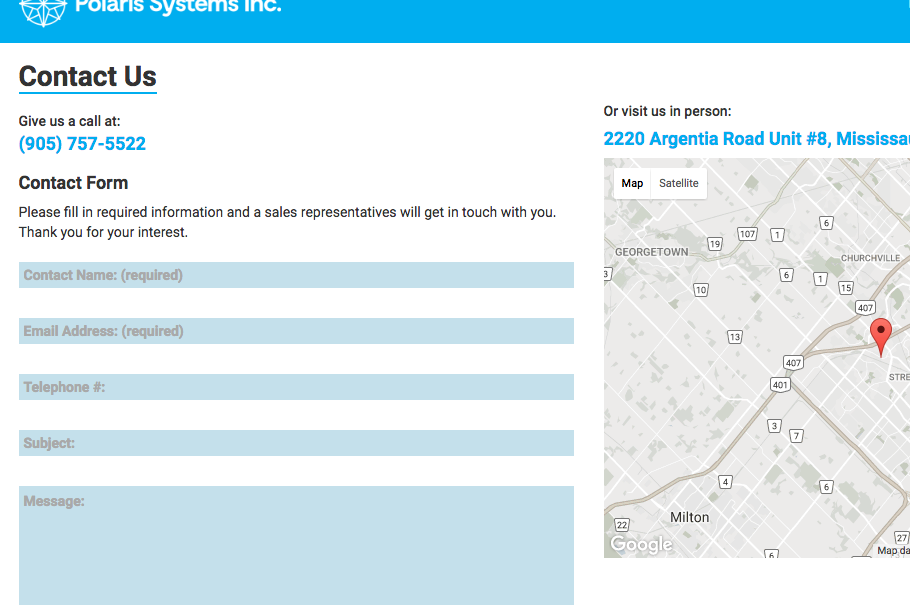 Polaris Systems Inc.
Contact Us
Give us a call at:
(905) 757-5522
Contact Form
Please fill in required information and a sales representatives will get in touch with you.
Thank you for your interest.
Contact Name: (required)
Email Address: (required)
Telephone #:
Subject:
Message:
Or visit us in person:
2220 Argentia Road Unit #8, Mississau
Map Satellite
6
107 1
19
GEORGETOWN
CHURCHVILLE
3
6 1
10
15
407
13
407
401
STRE
3
7
4
6
Milton
22
27
Google
Map da
6